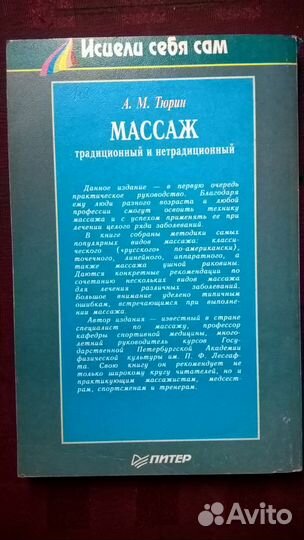 Исцели себя сам
А. М. Тюрин
МАССАЖ
традиционный и нетрадиционный
Данное издание — в первую очередь
практическое руководство. Благодаря
ему люди разного возраста и любой
профессии смогут освоить технику
массажа и с успехом применять ее при
лечении целого ряда заболеваний.
В книге собраны методики самых
популярных видов массажа: класси-
ческого («русского по-американски»),
точечного, линейного, аппаратного, а
также массажа ушной раковины.
Даются конкретные рекомендации по
сочетанию нескольких видов массажа
для лечения различных заболеваний.
Большое внимание уделено типичным
ошибкам, встречающимся при выполне-
нии массажа.
Автор издания — известный в стране
специалист по массажу, профессор
кафедры спортивной медицины, много-
летний руководитель курсов Госу-
дарственной Петербургской Академии
физической культуры им. П. Ф. Лесгаф-
та. Свою книгу он рекомендует не
только широкому кругу читателей, но и
практикующим массажистам, медсест-
рам, спортсменам и тренерам.
ПИТЕР
Avito